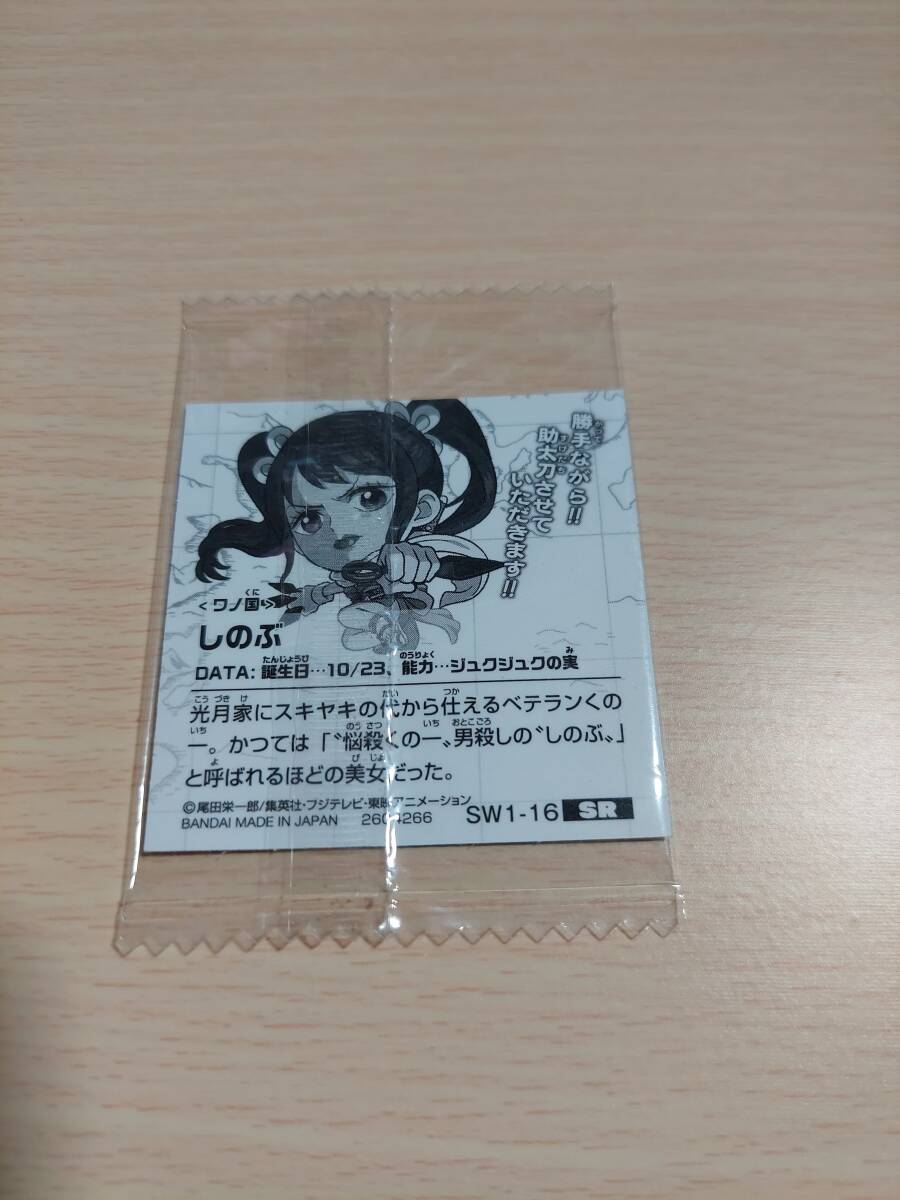 勝手ながら!!
助太刀させて
いただきます!!
<ワノ国>
しのぶ
DATA: 誕生日…10/23、能力…ジュクジュクの実
光月家にスキヤキの代から仕えるベテランくの
一。かつては「〝悩殺くの一〟男殺しの〝しのぶ〟」
と呼ばれるほどの美女だった。
©尾田栄一郎/集英社・フジテレビ・東映アニメーション
BANDAI MADE IN JAPAN 2604266 SW1-16 SR